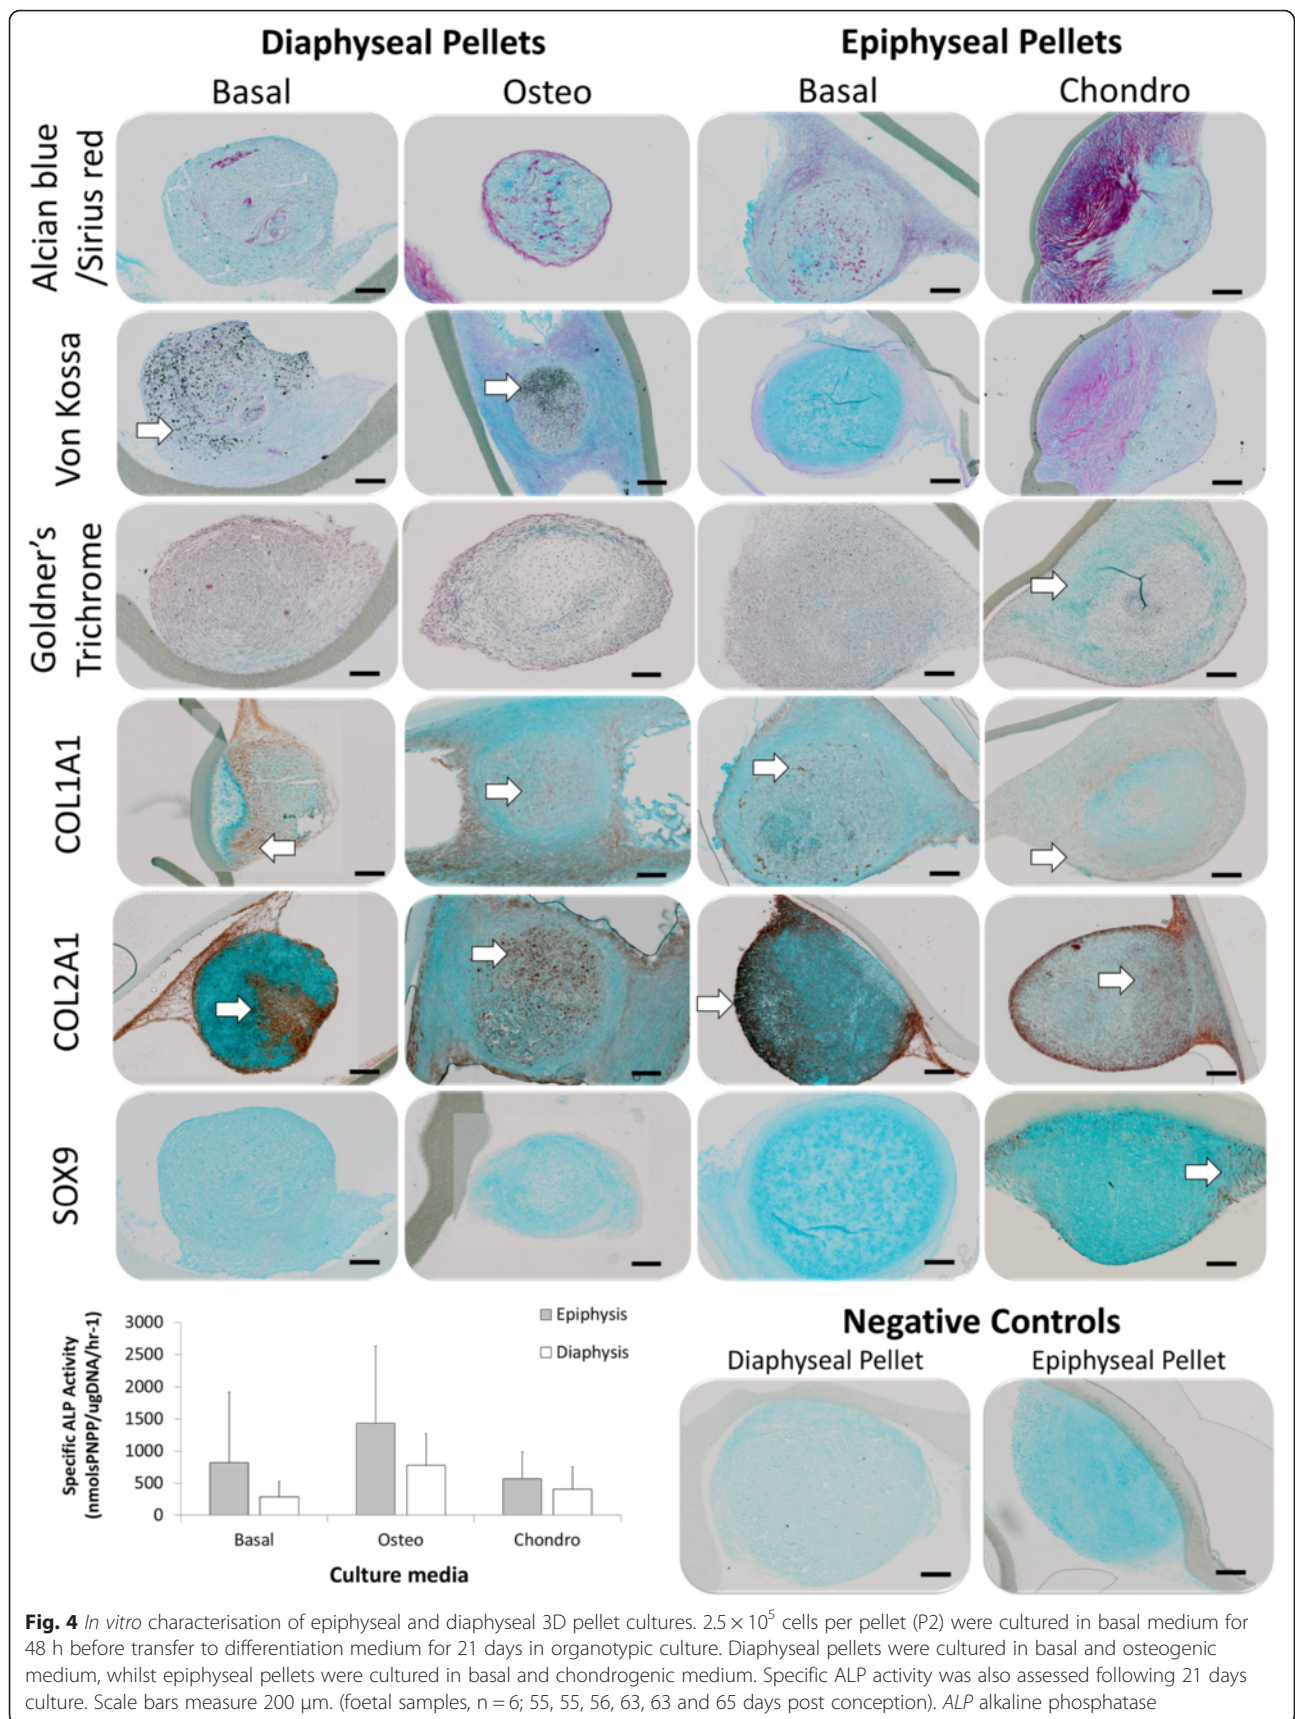 Diaphyseal Pellets
Epiphyseal Pellets
Basal
Osteo
Basal
Chondro
Alcian blue
/Sirius red
Von Kossa
Goldner's
Trichrome
COL1A1
COL2A1
SOX9
Specific ALP Activity
(nmolsPNPP/ugDNA/hr-1)
3000
2500
2000
1500
1000
500
0
Epiphysis
Diaphysis
Basal
Osteo
Chondro
Culture media
Negative Controls
Diaphyseal Pellet
Epiphyseal Pellet
Fig. 4 In vitro characterisation of epiphyseal and diaphyseal 3D pellet cultures. 2.5 × 10⁵ cells per pellet (P2) were cultured in basal medium for
48 h before transfer to differentiation medium for 21 days in organotypic culture. Diaphyseal pellets were cultured in basal and osteogenic
medium, whilst epiphyseal pellets were cultured in basal and chondrogenic medium. Specific ALP activity was also assessed following 21 days
culture. Scale bars measure 200 μm. (foetal samples, n = 6; 55, 55, 56, 63, 63 and 65 days post conception). ALP alkaline phosphatase